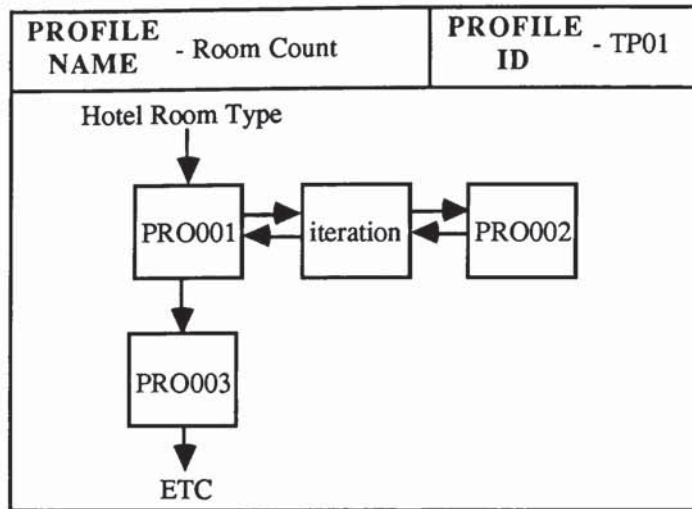 PROFILE NAME - Room Count
PROFILE ID - TP01
Hotel Room Type
PRO001
iteration
PRO002
PRO003
ETC